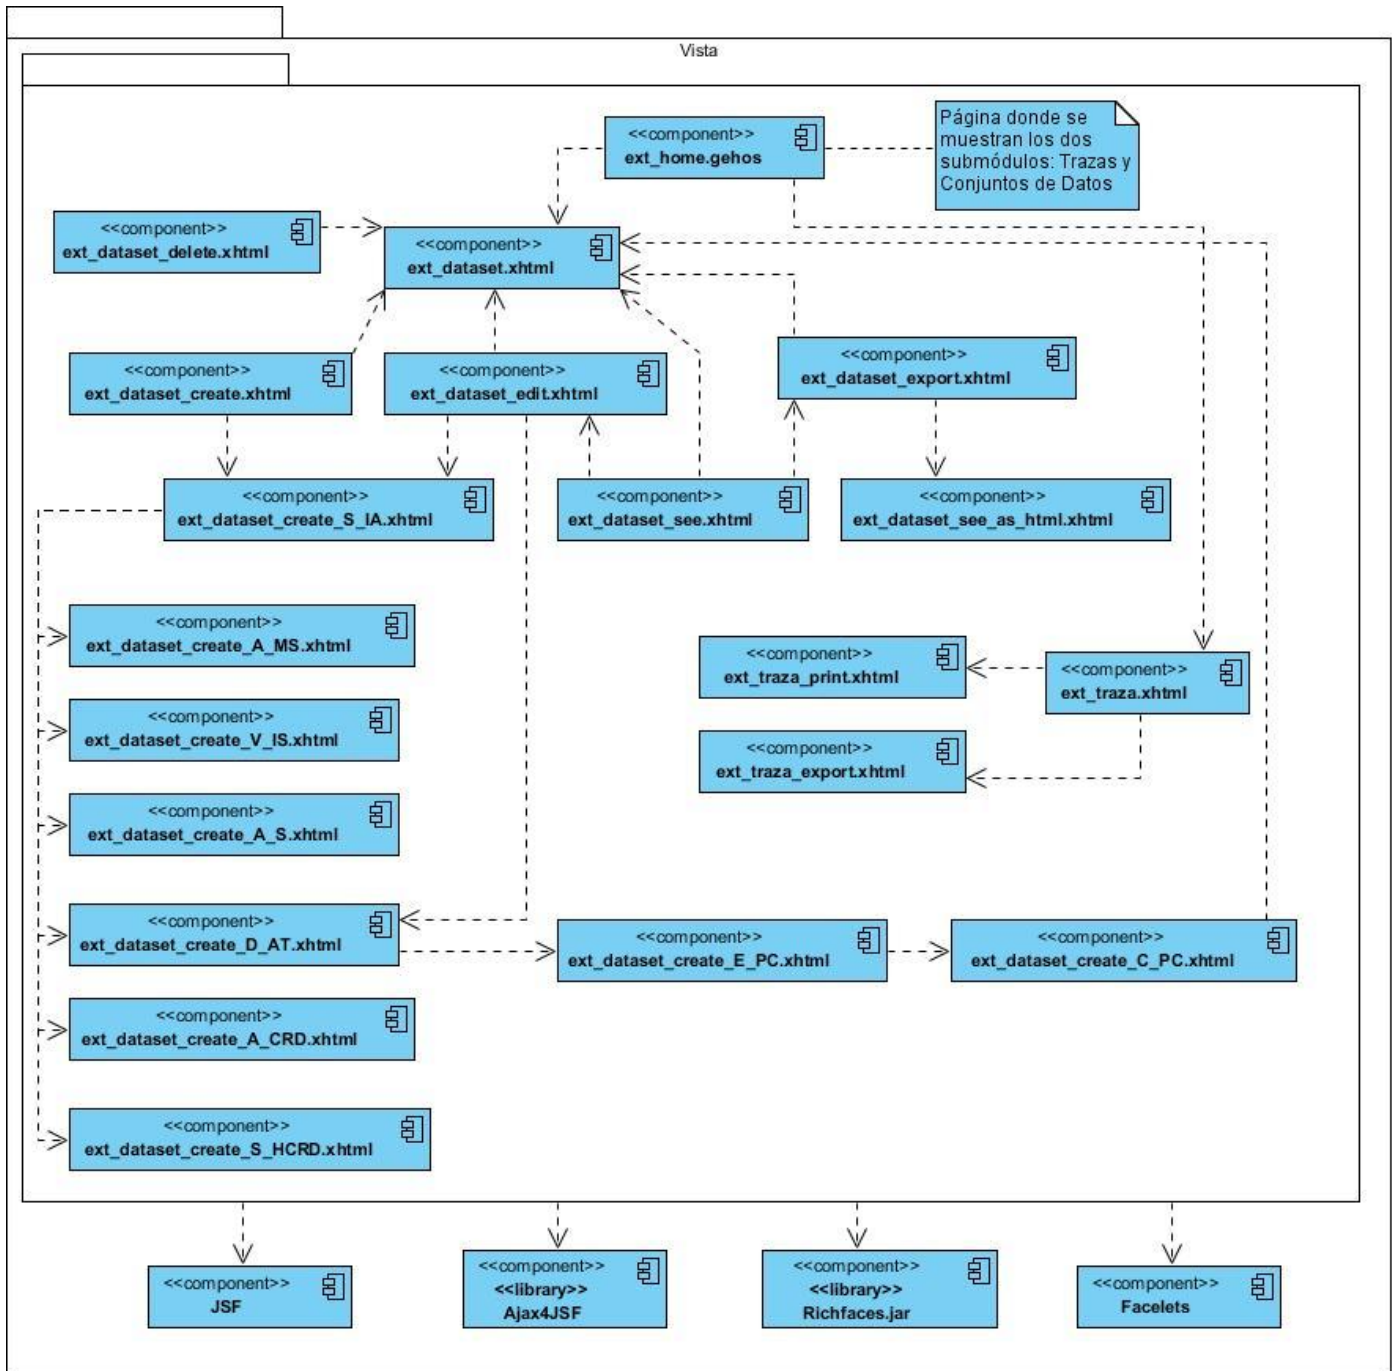 Vista
<<component>>
ext_home.gehos
Página donde se
muestran los dos
submódulos: Trazas y
Conjuntos de Datos
<<component>>
ext_dataset_delete.xhtml
<<component>>
ext_dataset.xhtml
<<component>>
ext_dataset_create.xhtml
<<component>>
ext_dataset_edit.xhtml
<<component>>
ext_dataset_export.xhtml
<<component>>
ext_dataset_create_S_IA.xhtml
<<component>>
ext_dataset_see.xhtml
<<component>>
ext_dataset_see_as_html.xhtml
<<component>>
ext_dataset_create_A_MS.xhtml
<<component>>
ext_traza_print.xhtml
<<component>>
ext_traza.xhtml
<<component>>
ext_dataset_create_V_IS.xhtml
<<component>>
ext_traza_export.xhtml
<<component>>
ext_dataset_create_A_S.xhtml
<<component>>
ext_dataset_create_D_AT.xhtml
<<component>>
ext_dataset_create_E_PC.xhtml
<<component>>
ext_dataset_create_C_PC.xhtml
<<component>>
ext_dataset_create_A_CRD.xhtml
<<component>>
ext_dataset_create_S_HCRD.xhtml
<<component>>
JSF
<<component>>
<<library>>
Ajax4JSF
<<component>>
<<library>>
Richfaces.jar
<<component>>
Facelets